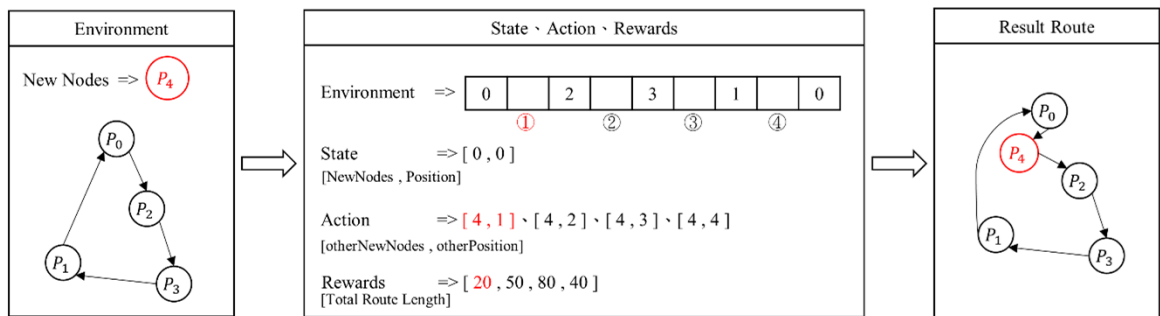 Environment
New Nodes => P4
P0
P2
P1
P3
State、Action、Rewards
Environment => 0 2 3 1 0
① ② ③ ④
State => [ 0 , 0 ]
[NewNodes , Position]
Action => [ 4 , 1 ]、[ 4 , 2 ]、[ 4 , 3 ]、[ 4 , 4 ]
[otherNewNodes , otherPosition]
Rewards => [ 20 , 50 , 80 , 40 ]
[Total Route Length]
Result Route
P0
P4
P2
P1
P3